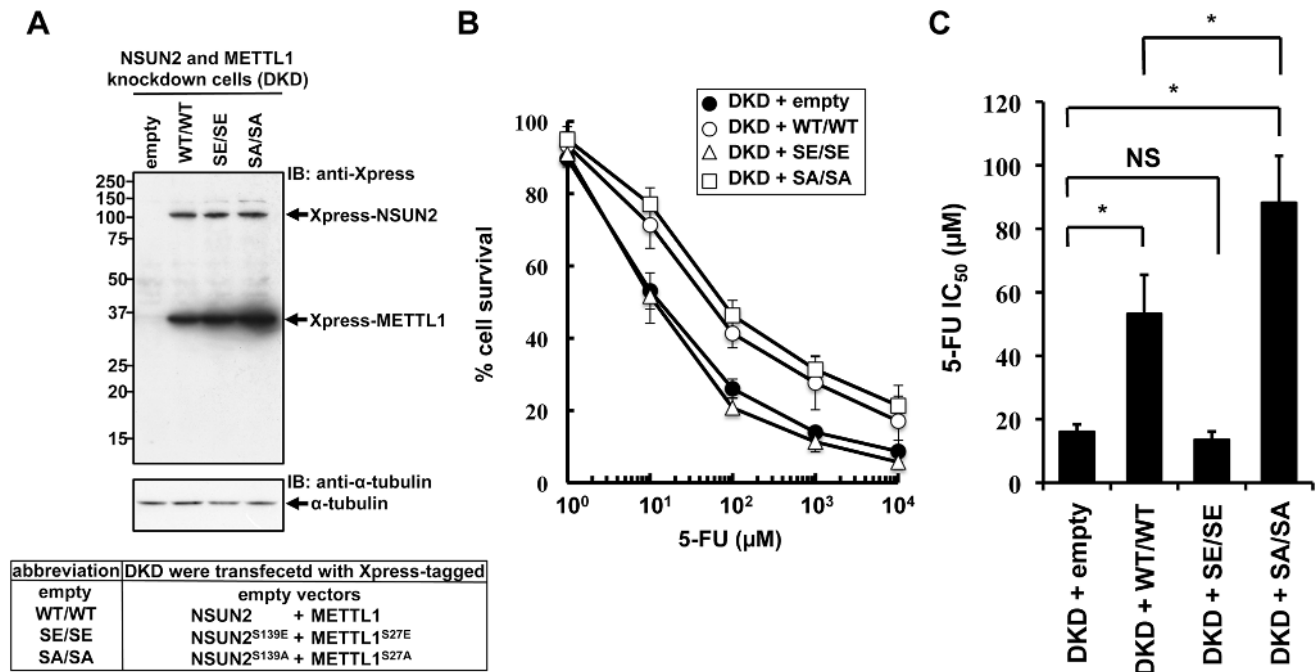 A
NSUN2 and METTL1
knockdown cells (DKD)
empty
WT/WT
SE/SE
SA/SA
IB: anti-Xpress
250
150
100
75
50
37
25
20
15
Xpress-NSUN2
Xpress-METTL1
IB: anti-α-tubulin
α-tubulin
abbreviation DKD were transfecetd with Xpress-tagged
empty empty vectors
WT/WT NSUN2 + METTL1
SE/SE NSUN2S139E + METTL1S27E
SA/SA NSUN2S139A + METTL1S27A
B
DKD + empty
DKD + WT/WT
DKD + SE/SE
DKD + SA/SA
% cell survival
100
80
60
40
20
0
10⁰ 10¹ 10² 10³ 10⁴
5-FU (μM)
C
*
*
NS
*
5-FU IC₅₀ (μM)
120
100
80
60
40
20
0
DKD + empty
DKD + WT/WT
DKD + SE/SE
DKD + SA/SA